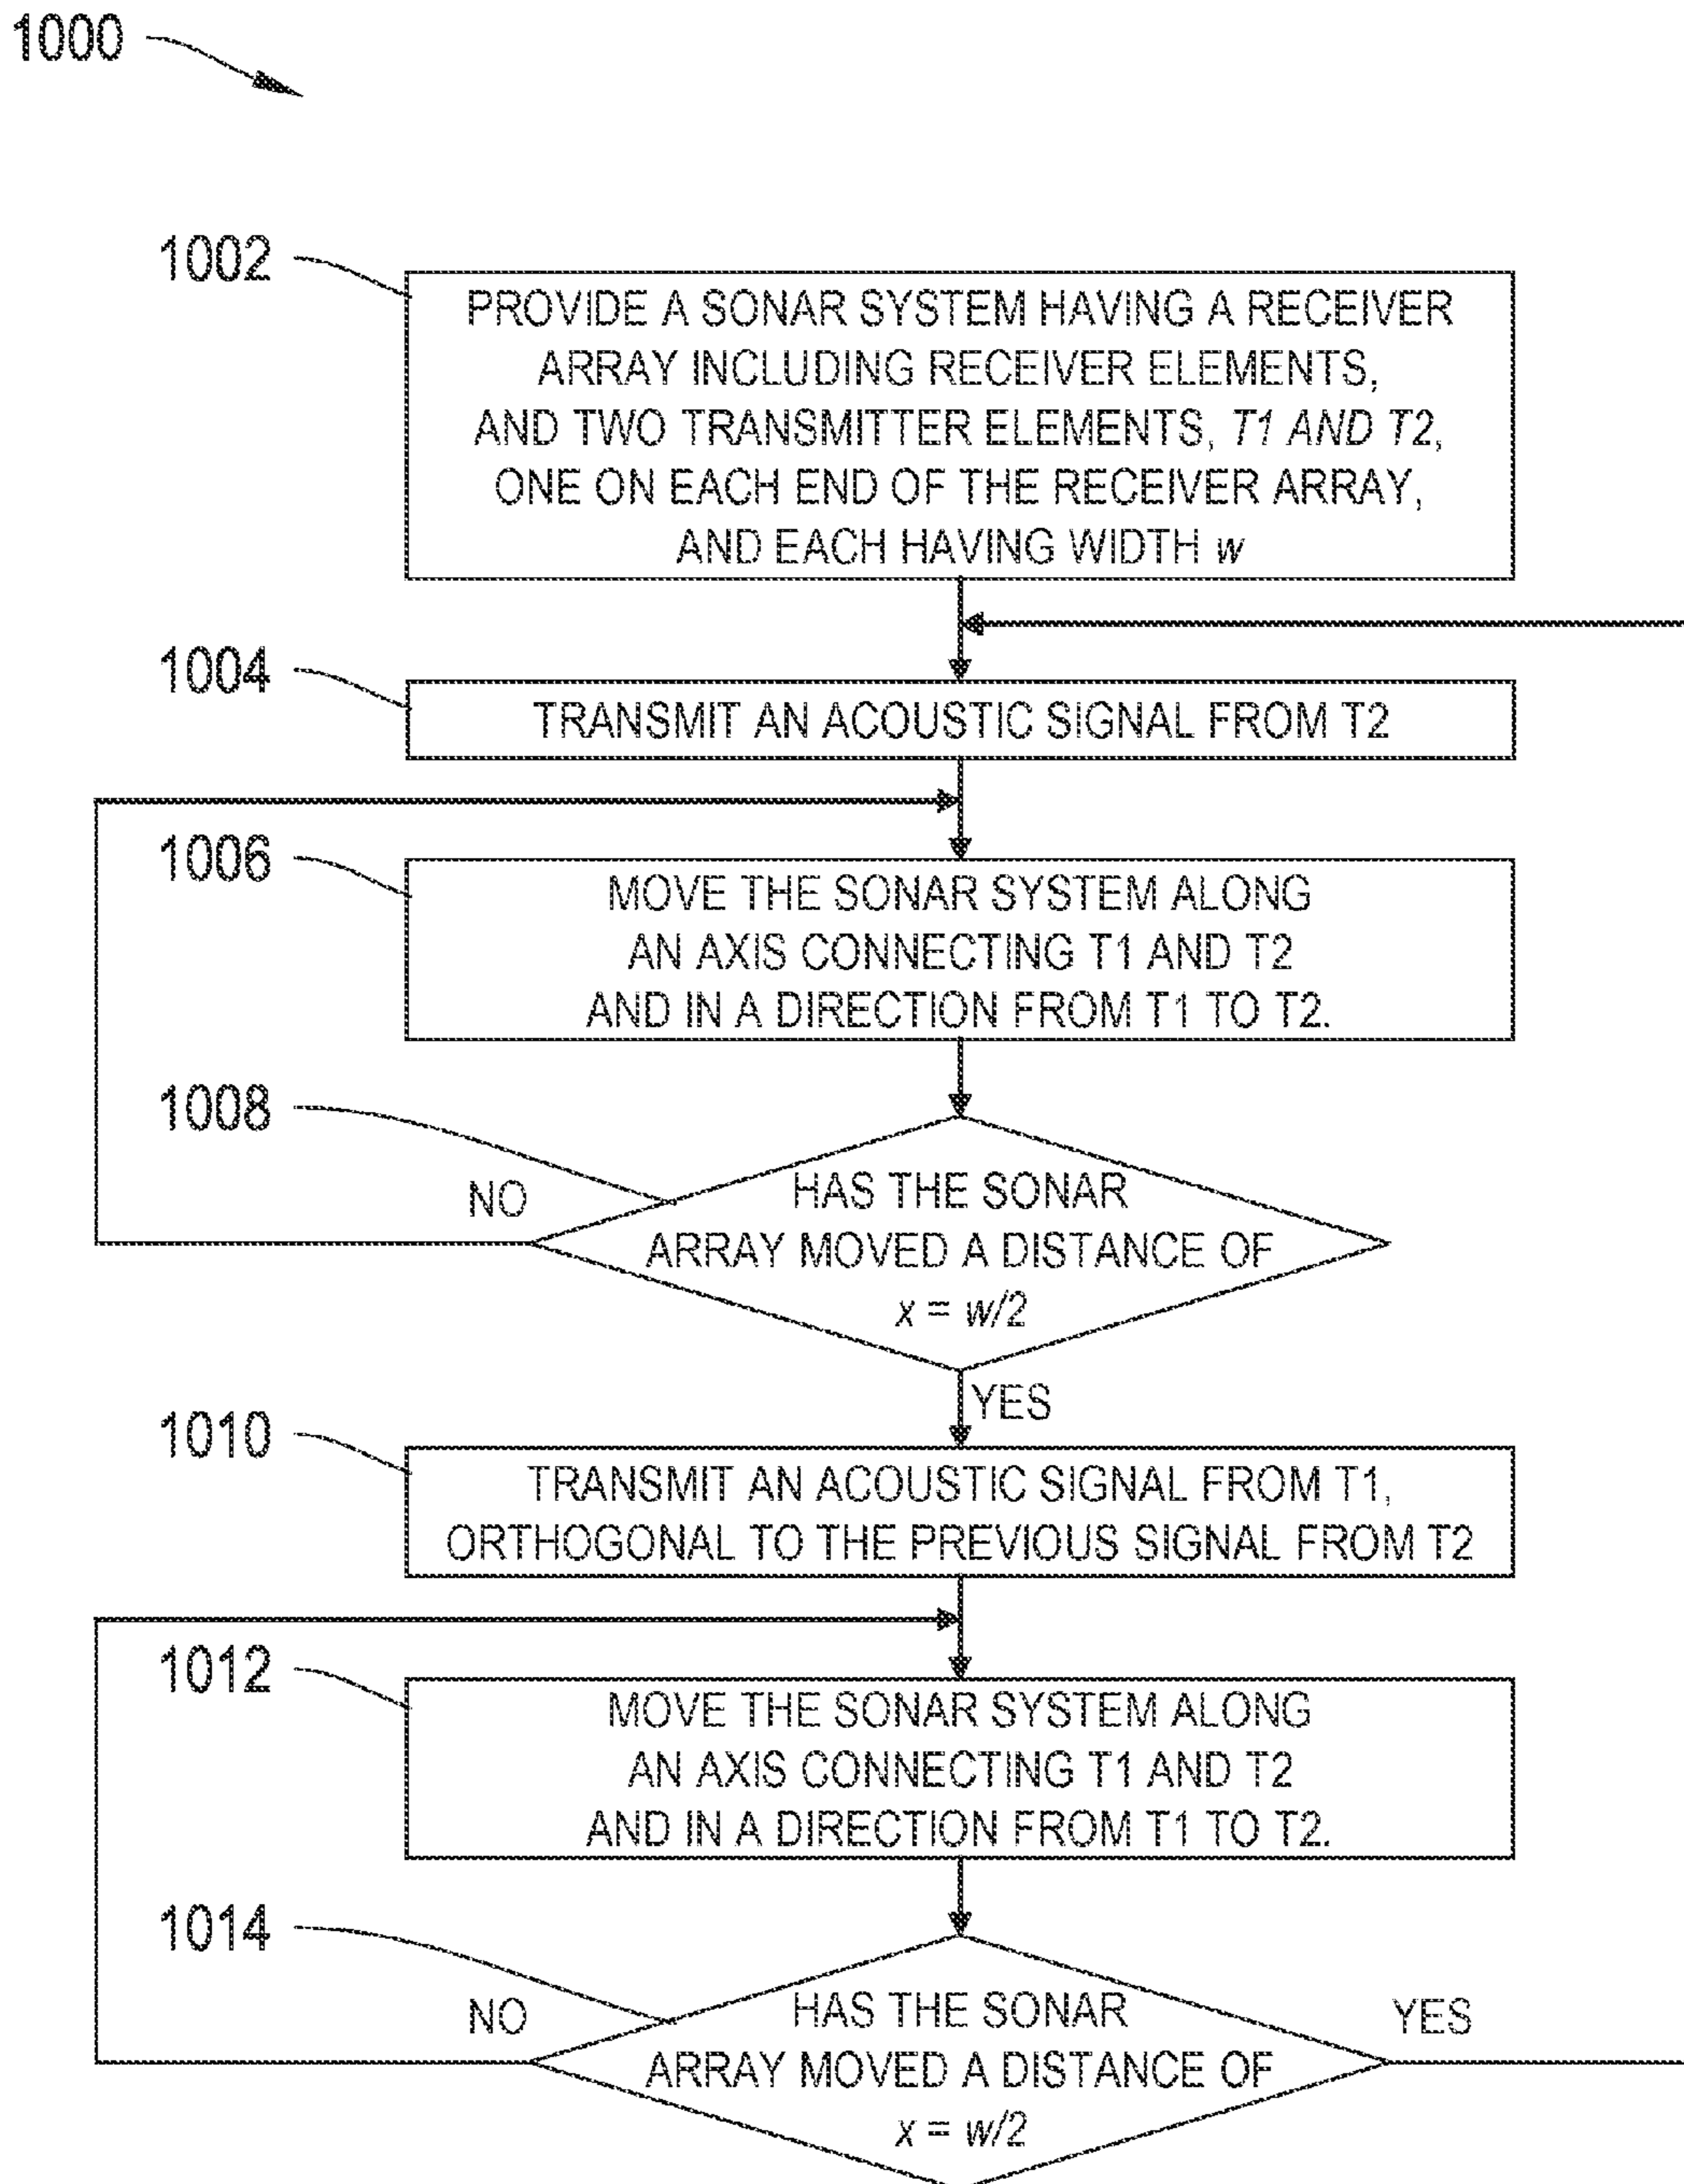 1000
1002
PROVIDE A SONAR SYSTEM HAVING A RECEIVER
ARRAY INCLUDING RECEIVER ELEMENTS,
AND TWO TRANSMITTER ELEMENTS, T1 AND T2,
ONE ON EACH END OF THE RECEIVER ARRAY,
AND EACH HAVING WIDTH w
1004
TRANSMIT AN ACOUSTIC SIGNAL FROM T2
1006
MOVE THE SONAR SYSTEM ALONG
AN AXIS CONNECTING T1 AND T2
AND IN A DIRECTION FROM T1 TO T2.
1008
NO
HAS THE SONAR
ARRAY MOVED A DISTANCE OF
x = w/2
YES
1010
TRANSMIT AN ACOUSTIC SIGNAL FROM T1,
ORTHOGONAL TO THE PREVIOUS SIGNAL FROM T2
1012
MOVE THE SONAR SYSTEM ALONG
AN AXIS CONNECTING T1 AND T2
AND IN A DIRECTION FROM T1 TO T2.
1014
NO
HAS THE SONAR
ARRAY MOVED A DISTANCE OF
x = w/2
YES